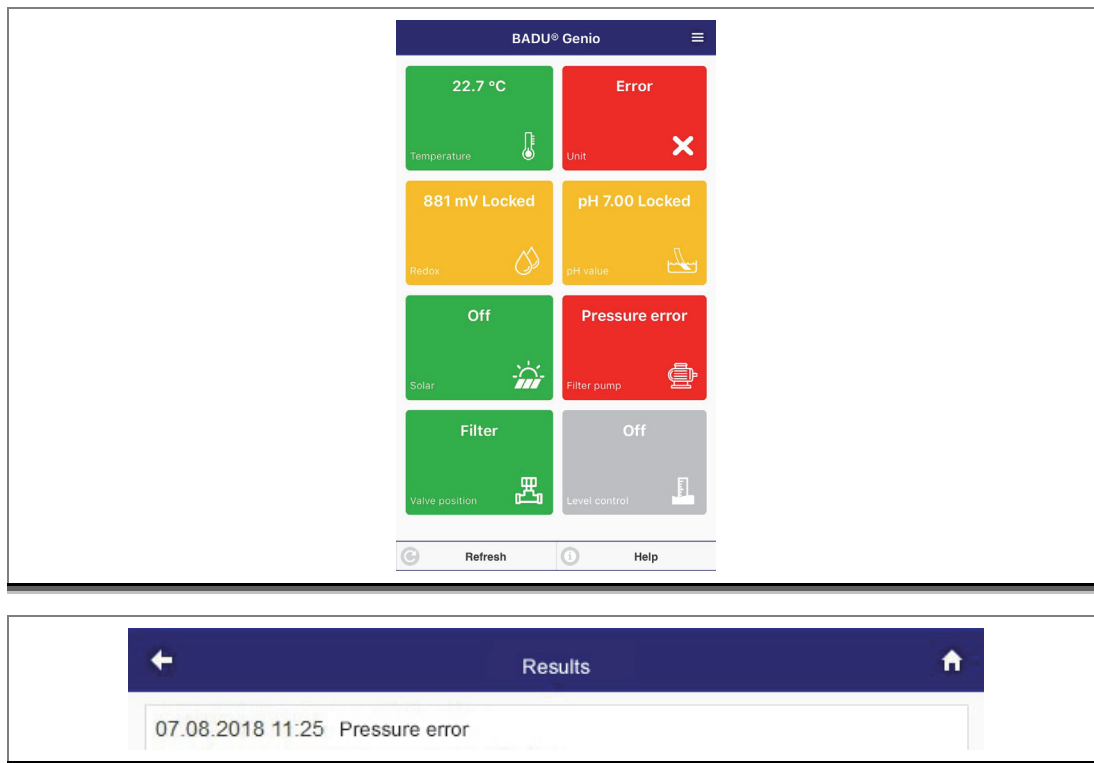 BADU® Genio
22.7 °C
Temperature
Error
Unit
881 mV Locked
Redox
pH 7.00 Locked
pH value
Off
Solar
Pressure error
Filter pump
Filter
Valve position
Off
Level control
Refresh
Help
Results
07.08.2018 11:25 Pressure error